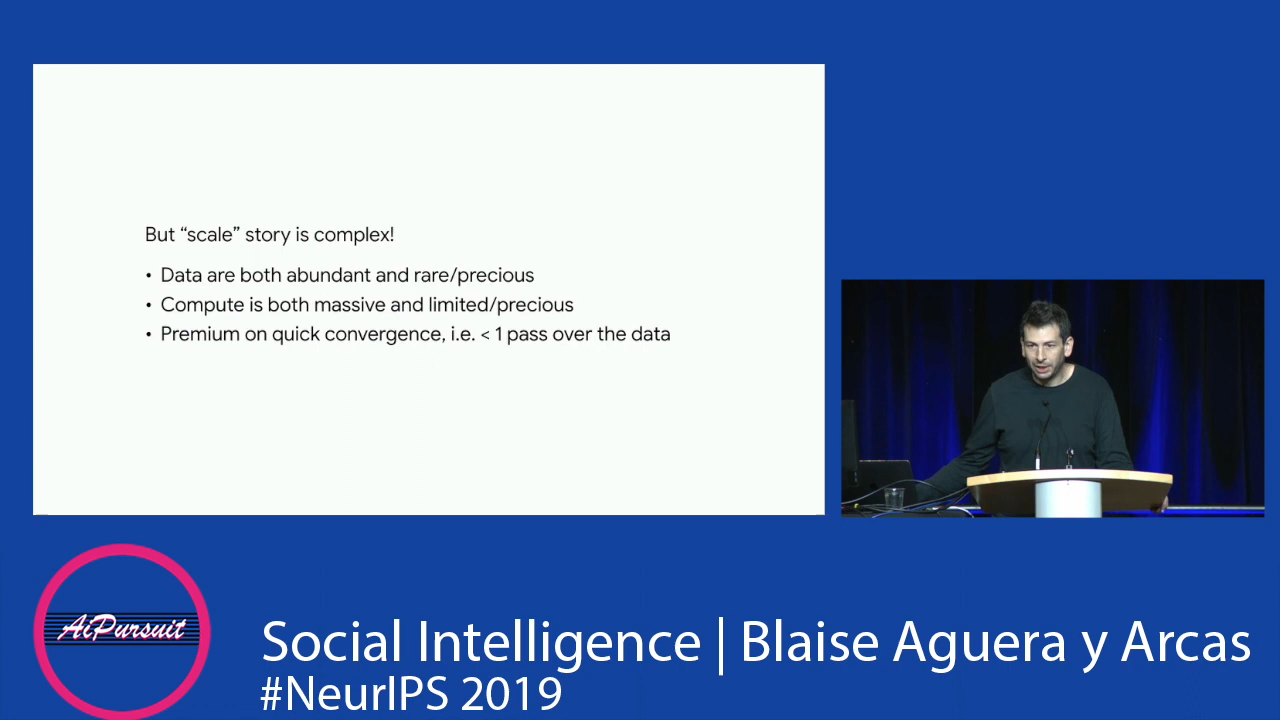 But “scale” story is complex!
• Data are both abundant and rare/precious
• Compute is both massive and limited/precious
• Premium on quick convergence, i.e. < 1 pass over the data
AiPursuit
Social Intelligence | Blaise Aguera y Arcas
#NeurIPS 2019